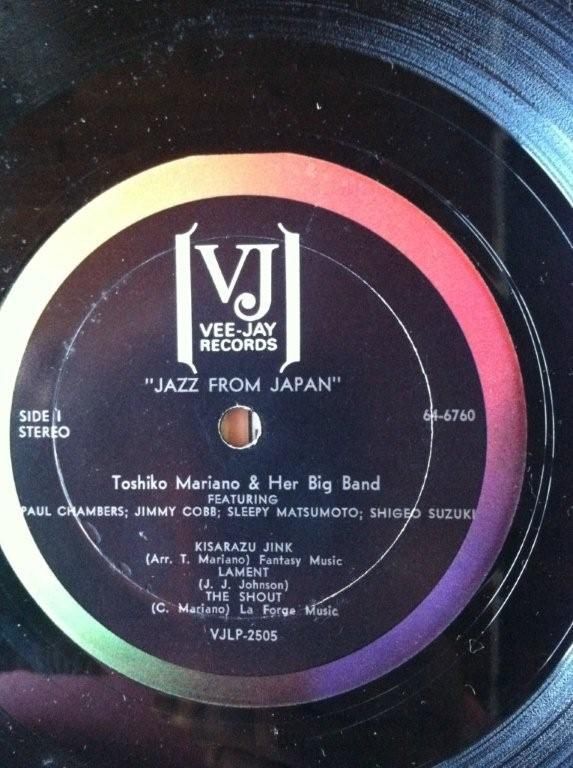 VJ
VEE-JAY
RECORDS
"JAZZ FROM JAPAN"
SIDE 1
STEREO
64-6760
Toshiko Mariano & Her Big Band
FEATURING
PAUL CHAMBERS; JIMMY COBB; SLEEPY MATSUMOTO; SHIGEO SUZUKI
KISARAZU JINK
(Arr. T. Mariano) Fantasy Music
LAMENT
(J. J. Johnson)
THE SHOUT
(C. Mariano) La Forge Music
VJLP-2505